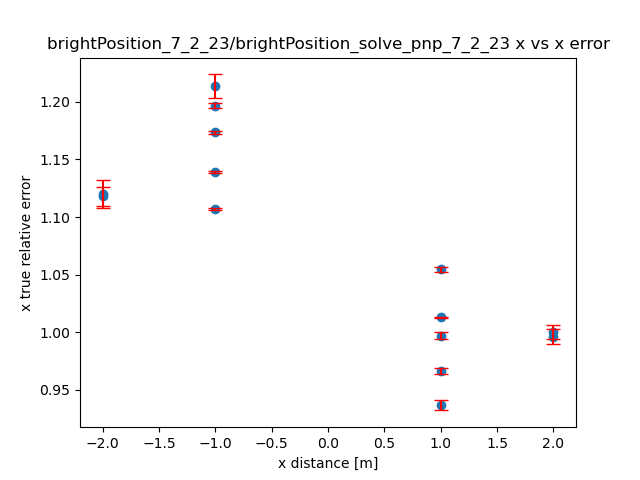 brightPosition_7_2_23/brightPosition_solve_pnp_7_2_23 x vs x error
1.20
1.15
1.10
1.05
1.00
0.95
x true relative error
−2.0 −1.5 −1.0 −0.5 0.0 0.5 1.0 1.5 2.0
x distance [m]